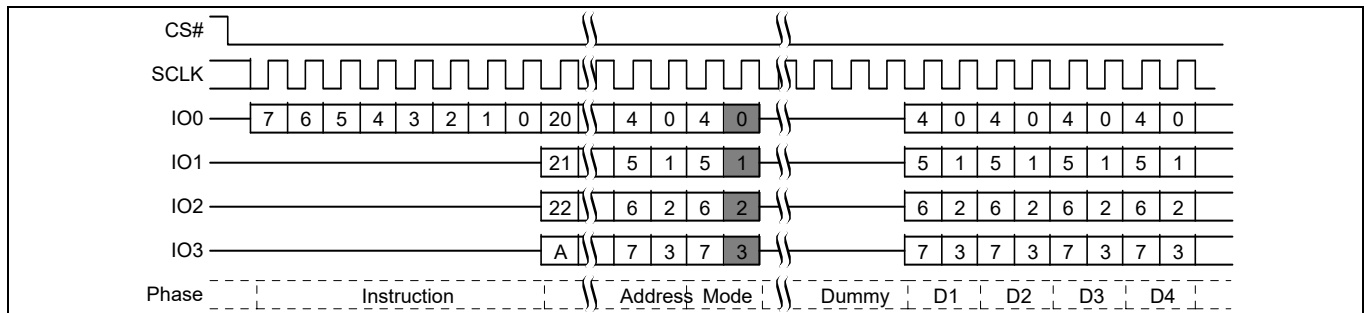 CS#
SCLK
IO0 7 6 5 4 3 2 1 0 20 4 0 4 0 4 0 4 0 4 0 4 0
IO1 21 5 1 5 1 5 1 5 1 5 1 5 1
IO2 22 6 2 6 2 6 2 6 2 6 2 6 2
IO3 A 7 3 7 3 7 3 7 3 7 3 7 3
Phase Instruction Address Mode Dummy D1 D2 D3 D4